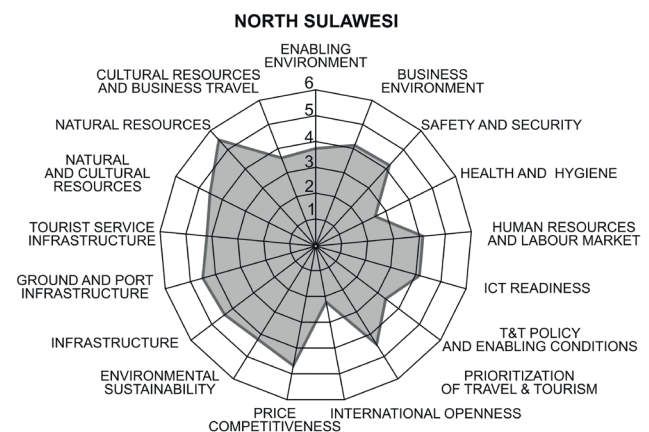 NORTH SULAWESI
ENABLING
ENVIRONMENT
BUSINESS
ENVIRONMENT
SAFETY AND SECURITY
HEALTH AND HYGIENE
HUMAN RESOURCES
AND LABOUR MARKET
ICT READINESS
T&T POLICY
AND ENABLING CONDITIONS
PRIORITIZATION
OF TRAVEL & TOURISM
INTERNATIONAL OPENNESS
PRICE
COMPETITIVENESS
ENVIRONMENTAL
SUSTAINABILITY
INFRASTRUCTURE
GROUND AND PORT
INFRASTRUCTURE
TOURIST SERVICE
INFRASTRUCTURE
NATURAL
AND CULTURAL
RESOURCES
NATURAL RESOURCES
CULTURAL RESOURCES
AND BUSINESS TRAVEL
6
5
4
3
2
1